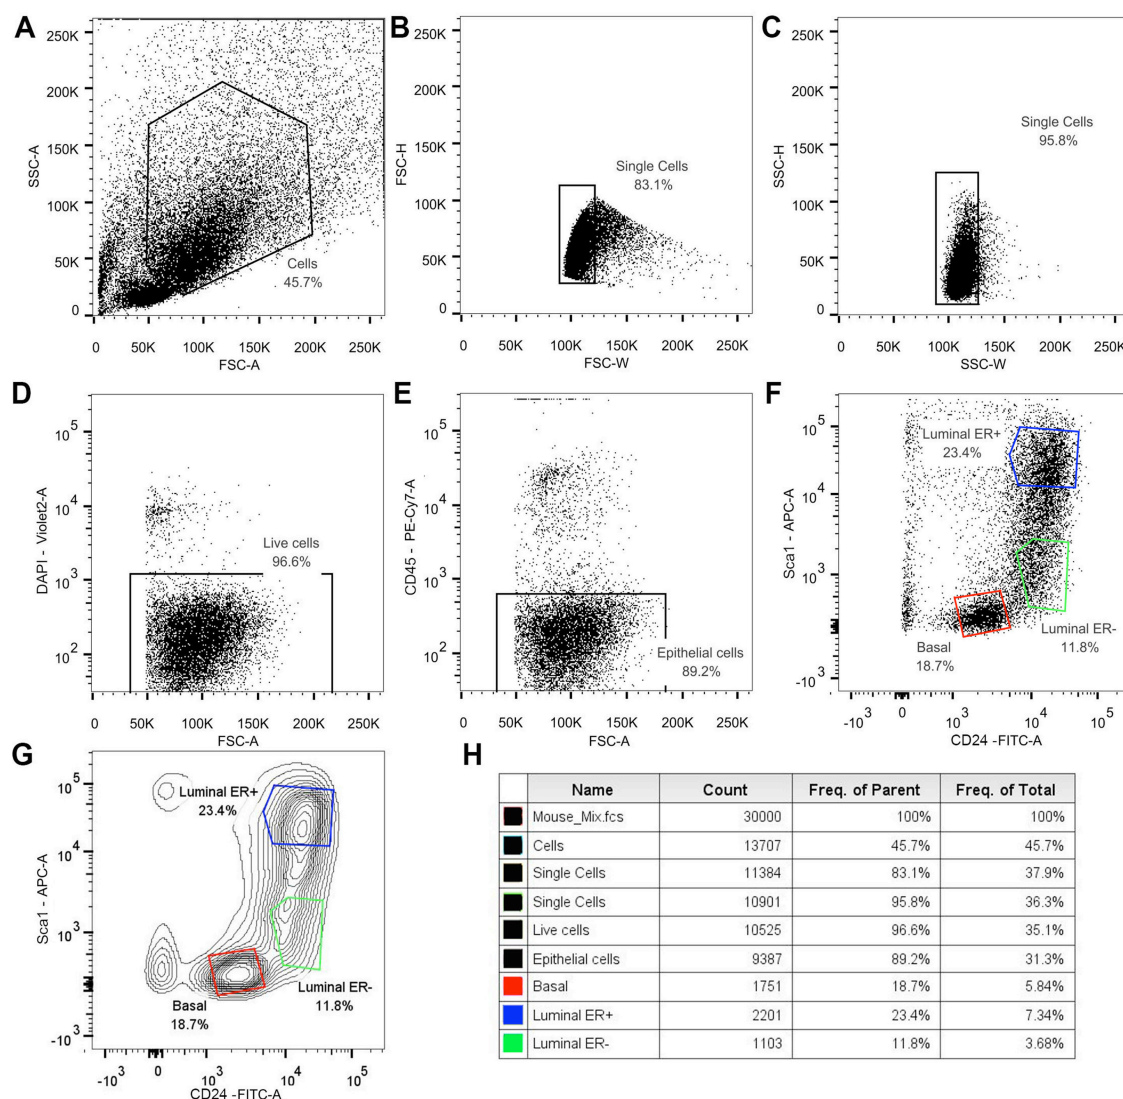 A
SSC-A
250K
200K
150K
100K
50K
0
Cells
45.7%
0 50K 100K 150K 200K 250K
FSC-A
B
FSC-H
250K
200K
150K
100K
50K
0
Single Cells
83.1%
0 50K 100K 150K 200K 250K
FSC-W
C
SSC-H
250K
200K
150K
100K
50K
0
Single Cells
95.8%
0 50K 100K 150K 200K 250K
SSC-W
D
DAPI - Violet2-A
10^5
10^4
10^3
10^2
Live cells
96.6%
0 50K 100K 150K 200K 250K
FSC-A
E
CD45 - PE-Cy7-A
10^5
10^4
10^3
10^2
Epithelial cells
89.2%
0 50K 100K 150K 200K 250K
FSC-A
F
Sca1 - APC-A
10^5
10^4
10^3
-10^3
Luminal ER+
23.4%
Luminal ER-
11.8%
Basal
18.7%
-10^3 0 10^3 10^4 10^5
CD24 -FITC-A
G
Sca1 - APC-A
10^5
10^4
10^3
-10^3
Luminal ER+
23.4%
Luminal ER-
11.8%
Basal
18.7%
-10^3 0 10^3 10^4 10^5
CD24 -FITC-A
H
Name Count Freq. of Parent Freq. of Total
Mouse_Mix.fcs 30000 100% 100%
Cells 13707 45.7% 45.7%
Single Cells 11384 83.1% 37.9%
Single Cells 10901 95.8% 36.3%
Live cells 10525 96.6% 35.1%
Epithelial cells 9387 89.2% 31.3%
Basal 1751 18.7% 5.84%
Luminal ER+ 2201 23.4% 7.34%
Luminal ER- 1103 11.8% 3.68%